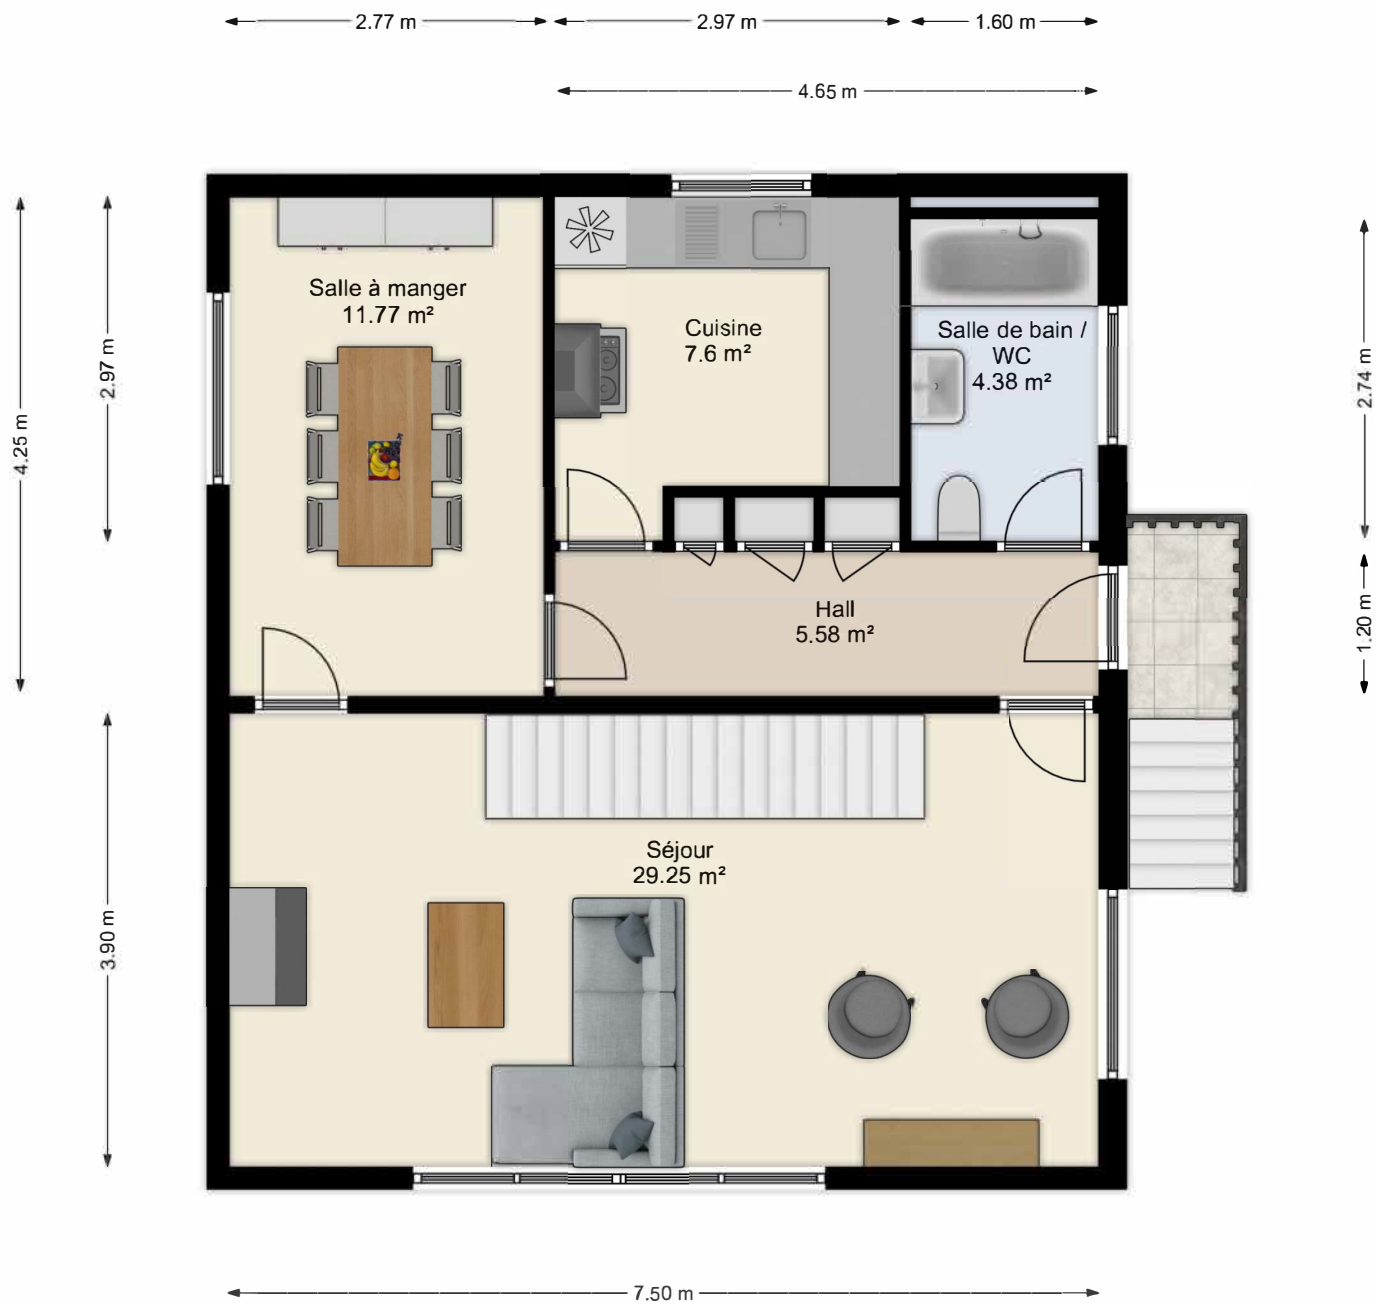 2.77 m
2.97 m
1.60 m
4.65 m
Salle à manger
11.77 m²
Cuisine
7.6 m²
Salle de bain /
WC
4.38 m²
4.25 m
2.97 m
2.74 m
Hall
5.58 m²
1.20 m
Séjour
29.25 m²
3.90 m
7.50 m